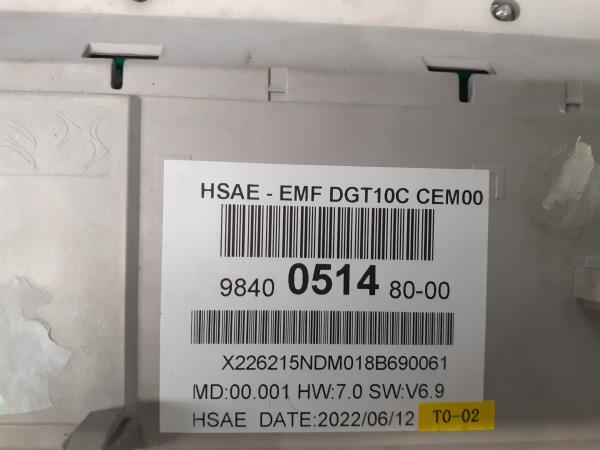 HSAE - EMF DGT10C CEM00
9840 0514 80-00
X226215NDM018B690061
MD:00.001 HW:7.0 SW:V6.9
HSAE DATE:2022/06/12 T0-02